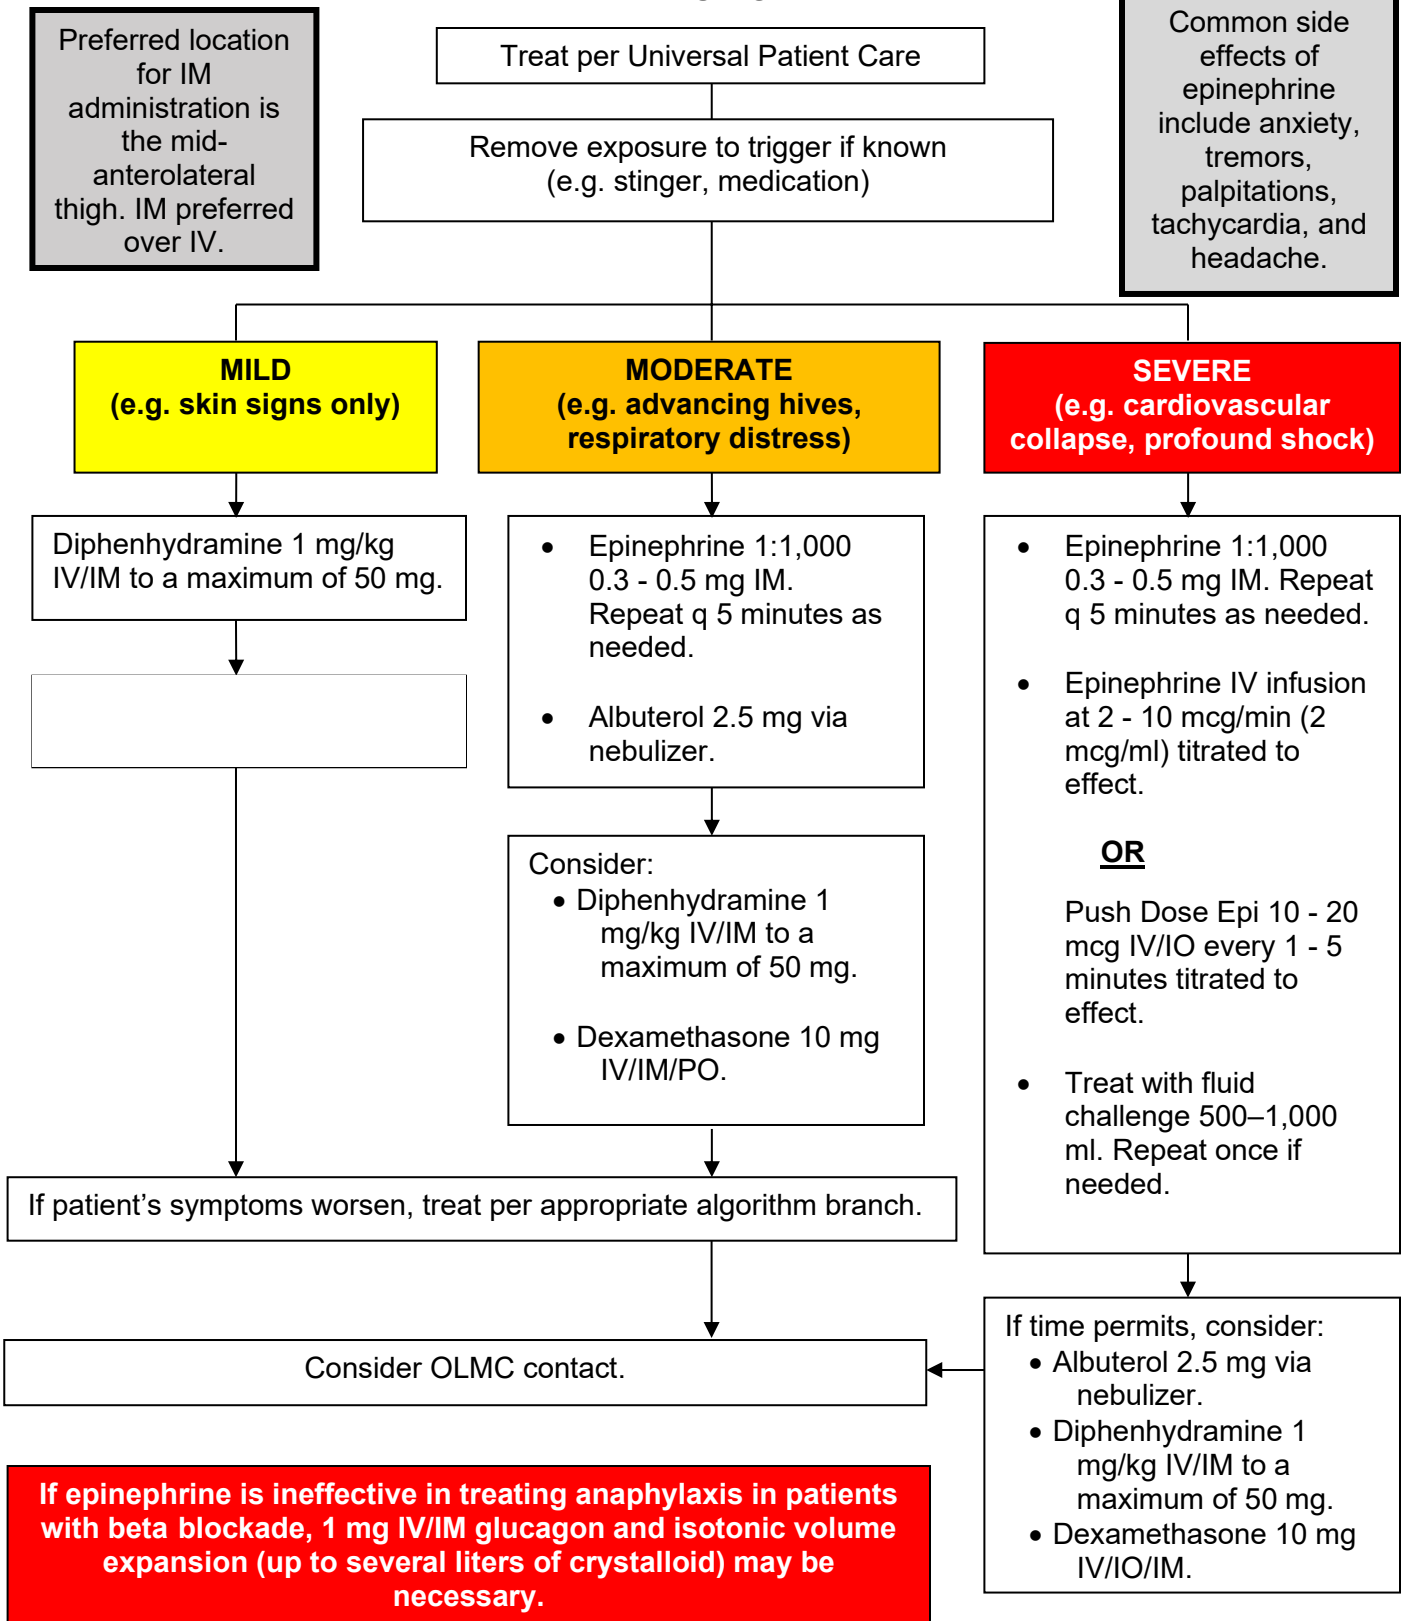 Preferred location
for IM
administration is
the mid-
anterolateral
thigh. IM preferred
over IV.
Treat per Universal Patient Care
Common side
effects of
epinephrine
include anxiety,
tremors,
palpitations,
tachycardia, and
headache.
Remove exposure to trigger if known
(e.g. stinger, medication)
MILD
(e.g. skin signs only)
MODERATE
(e.g. advancing hives,
respiratory distress)
SEVERE
(e.g. cardiovascular
collapse, profound shock)
Diphenhydramine 1 mg/kg
IV/IM to a maximum of 50 mg.
• Epinephrine 1:1,000
0.3 - 0.5 mg IM.
Repeat q 5 minutes as
needed.
• Albuterol 2.5 mg via
nebulizer.
Consider:
• Diphenhydramine 1
mg/kg IV/IM to a
maximum of 50 mg.
• Dexamethasone 10 mg
IV/IM/PO.
• Epinephrine 1:1,000
0.3 - 0.5 mg IM. Repeat
q 5 minutes as needed.
• Epinephrine IV infusion
at 2 - 10 mcg/min (2
mcg/ml) titrated to
effect.
OR
Push Dose Epi 10 - 20
mcg IV/IO every 1 - 5
minutes titrated to
effect.
• Treat with fluid
challenge 500–1,000
ml. Repeat once if
needed.
If patient’s symptoms worsen, treat per appropriate algorithm branch.
If time permits, consider:
• Albuterol 2.5 mg via
nebulizer.
• Diphenhydramine 1
mg/kg IV/IM to a
maximum of 50 mg.
• Dexamethasone 10 mg
IV/IO/IM.
Consider OLMC contact.
If epinephrine is ineffective in treating anaphylaxis in patients
with beta blockade, 1 mg IV/IM glucagon and isotonic volume
expansion (up to several liters of crystalloid) may be
necessary.